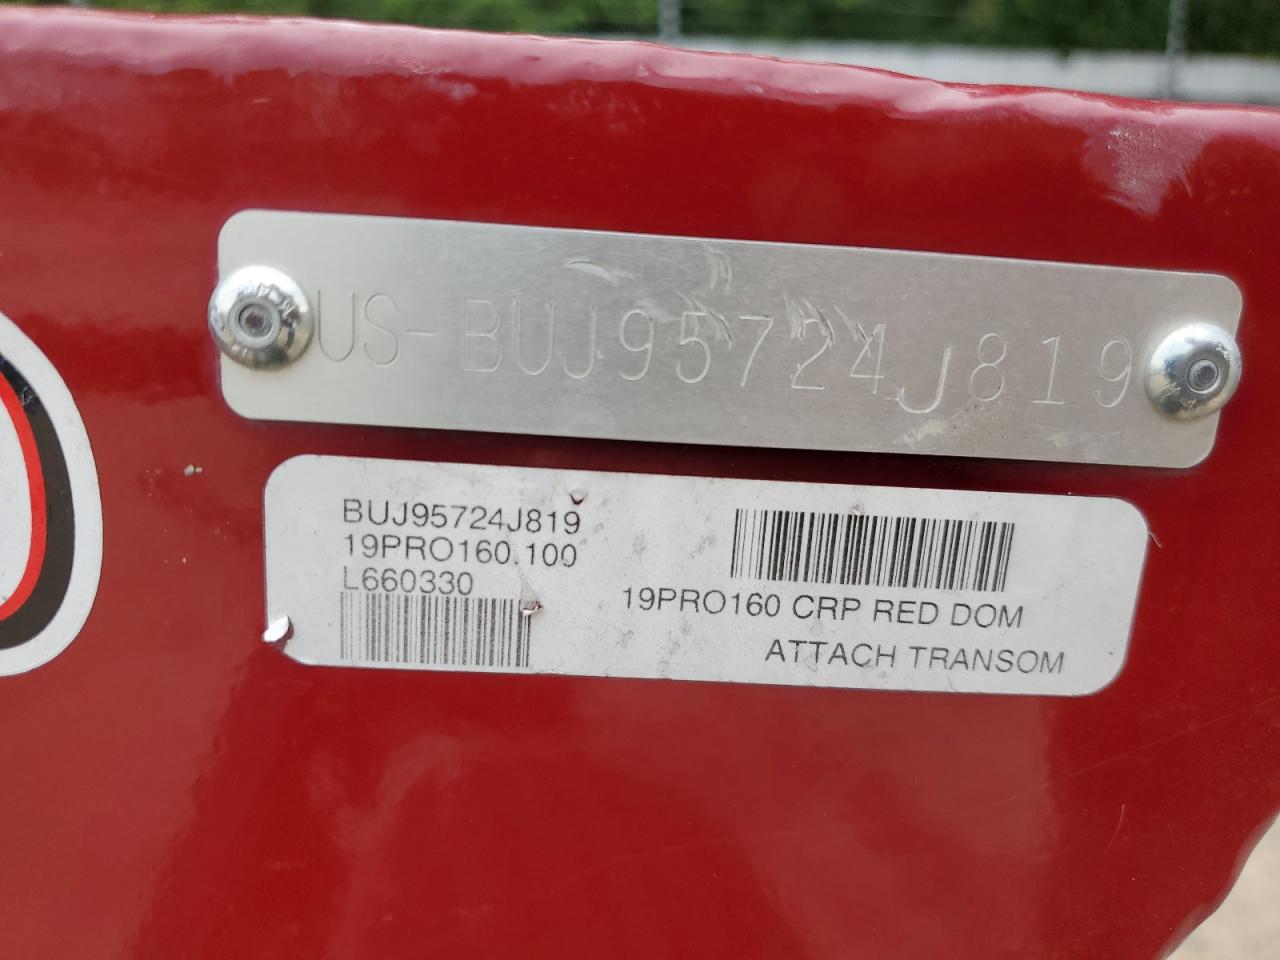 US-BUJ95724J819
BUJ95724J819
19PRO160.100
L660330
19PRO160 CRP RED DOM
ATTACH TRANSOM